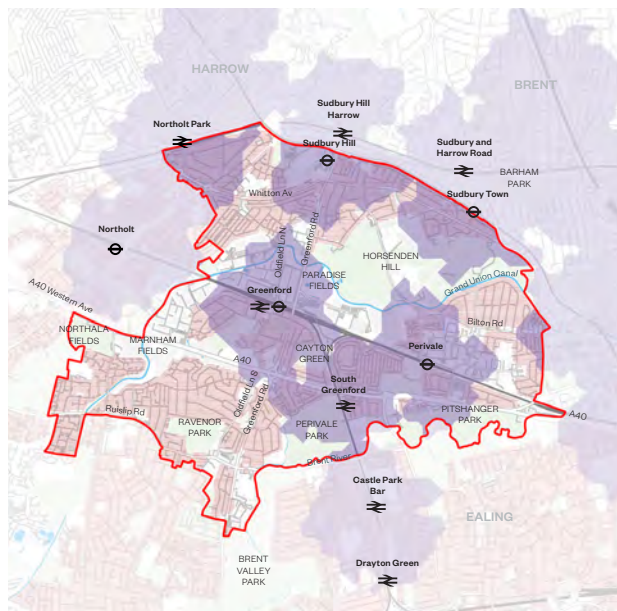 HARROW
BRENT
Sudbury Hill
Harrow
Northolt Park
Sudbury Hill
Sudbury and
Harrow Road
BARHAM
PARK
Whitton Av
Sudbury Town
Northolt
Oldfield Ln N
Greenford Rd
HORSENDEN
HILL
PARADISE
FIELDS
Grand Union Canal
A40 Western Ave
Greenford
NORTHALA
FIELDS
MARNHAM
FIELDS
Bilton Rd
CAYTON
GREEN
Perivale
A40
South
Greenford
Oldfield Ln S
Greenford Rd
Ruislip Rd
RAVENOR
PARK
PERIVALE
PARK
PITSHANGER
PARK
A40
Brent River
Castle Park
Bar
EALING
BRENT
VALLEY
PARK
Drayton Green